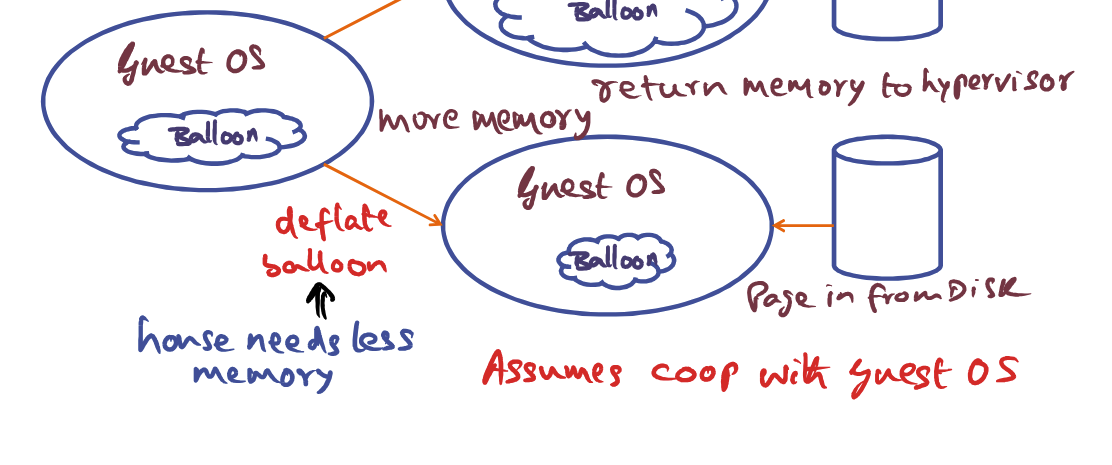 Balloon
Guest OS
Balloon
return memory to hypervisor
more memory
Guest OS
Balloon
deflate
balloon
Page in from Disk
house needs less
memory
Assumes coop with guest OS